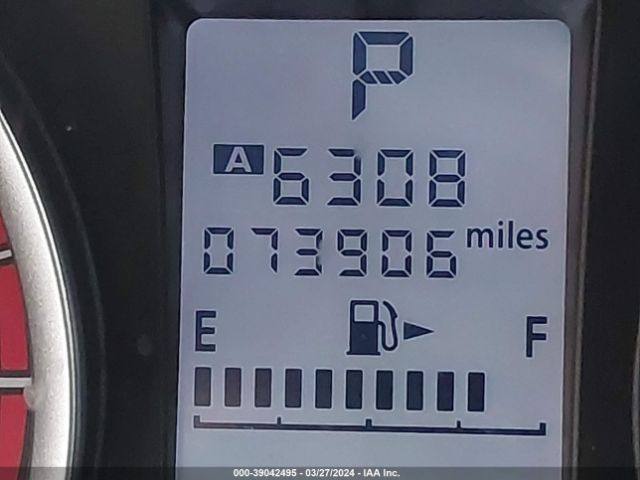 P
A 6308
073906 miles
E F
000-39042495 - 03/27/2024 - IAA Inc.